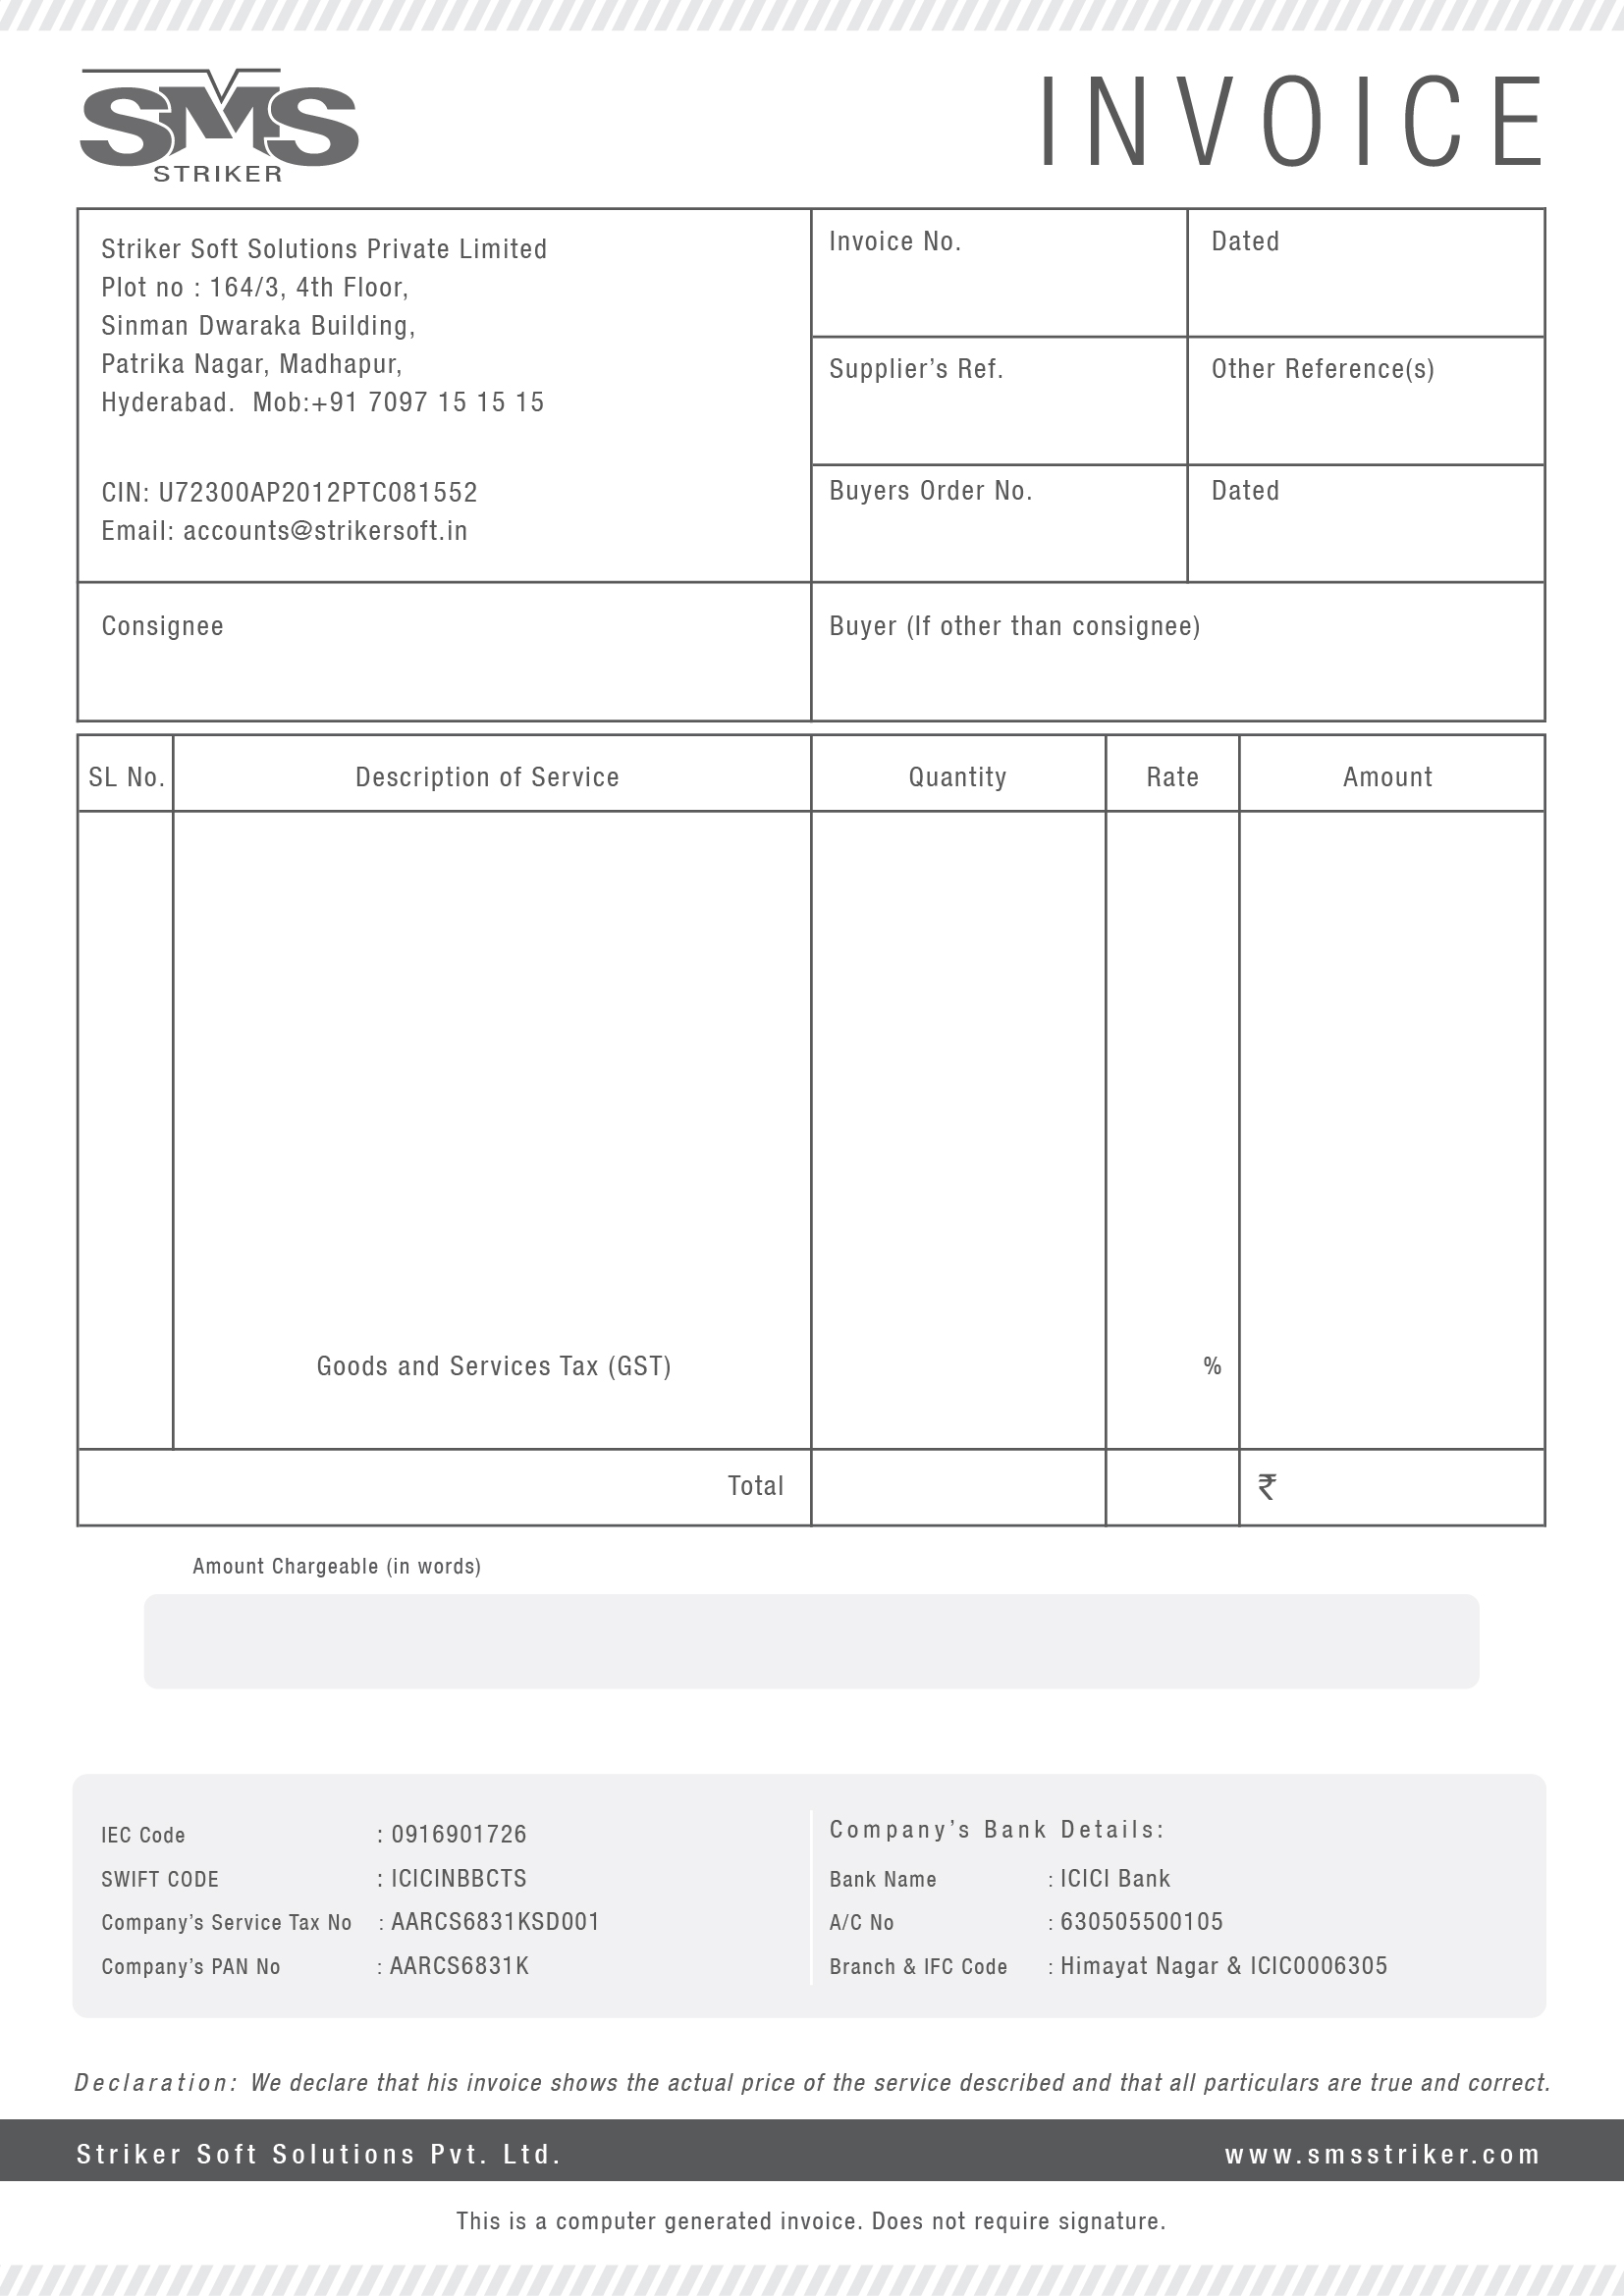 SMS
STRIKER
INVOICE
Striker Soft Solutions Private Limited
Plot no : 164/3, 4th Floor,
Sinman Dwaraka Building,
Patrika Nagar, Madhapur,
Hyderabad. Mob:+91 7097 15 15 15
CIN: U72300AP2012PTC081552
Email: accounts@strikersoft.in
Invoice No.
Dated
Supplier’s Ref.
Other Reference(s)
Buyers Order No.
Dated
Consignee
Buyer (If other than consignee)
SL No.
Description of Service
Quantity
Rate
Amount
Goods and Services Tax (GST)
%
Total
₹
Amount Chargeable (in words)
IEC Code : 0916901726
SWIFT CODE : ICICINBBCTS
Company’s Service Tax No : AARCS6831KSD001
Company’s PAN No : AARCS6831K
Company’s Bank Details:
Bank Name : ICICI Bank
A/C No : 630505500105
Branch & IFC Code : Himayat Nagar & ICIC0006305
Declaration: We declare that his invoice shows the actual price of the service described and that all particulars are true and correct.
Striker Soft Solutions Pvt. Ltd.
www.smsstriker.com
This is a computer generated invoice. Does not require signature.